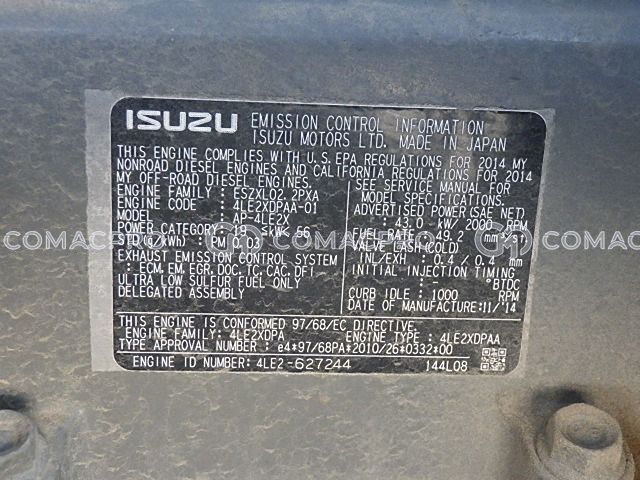 ISUZU EMISSION CONTROL INFORMATION
ISUZU MOTORS LTD. MADE IN JAPAN
THIS ENGINE COMPLIES WITH U.S. EPA REGULATIONS FOR 2014 MY
NONROAD DIESEL ENGINES AND CALIFORNIA REGULATIONS FOR 2014
MY OFF-ROAD DIESEL ENGINES.
ENGINE FAMILY : ESZXL02.2PXA
ENGINE CODE : 4LE2XDPAA-01
MODEL : AP-4LE2X
POWER CATEGORY : 19 ≤kW< 56
STD(g/kWh) PM 0.03
EXHAUST EMISSION CONTROL SYSTEM
: ECM, EM, EGR, DOC, TC, CAC, DFI
ULTRA LOW SULFUR FUEL ONLY
DELEGATED ASSEMBLY
SEE SERVICE MANUAL FOR
MODEL SPECIFICATIONS.
ADVERTISED POWER(SAE NET)
: 43.0 kW/ 2000 RPM
FUEL RATE : 49.2 mm³/st
VALVE LASH(COLD)
IN/EXH : 0.4 / 0.4 mm
INITIAL INJECTION TIMING
: - °BTDC
CURB IDLE : 1000 RPM
DATE OF MANUFACTURE: 11/'14
THIS ENGINE IS CONFORMED 97/68/EC DIRECTIVE.
ENGINE FAMILY : 4LE2XDPA ENGINE TYPE : 4LE2XDPAA
TYPE APPROVAL NUMBER : e4*97/68PA*2010/26*0332*00
ENGINE ID NUMBER: 4LE2-627244 144L08